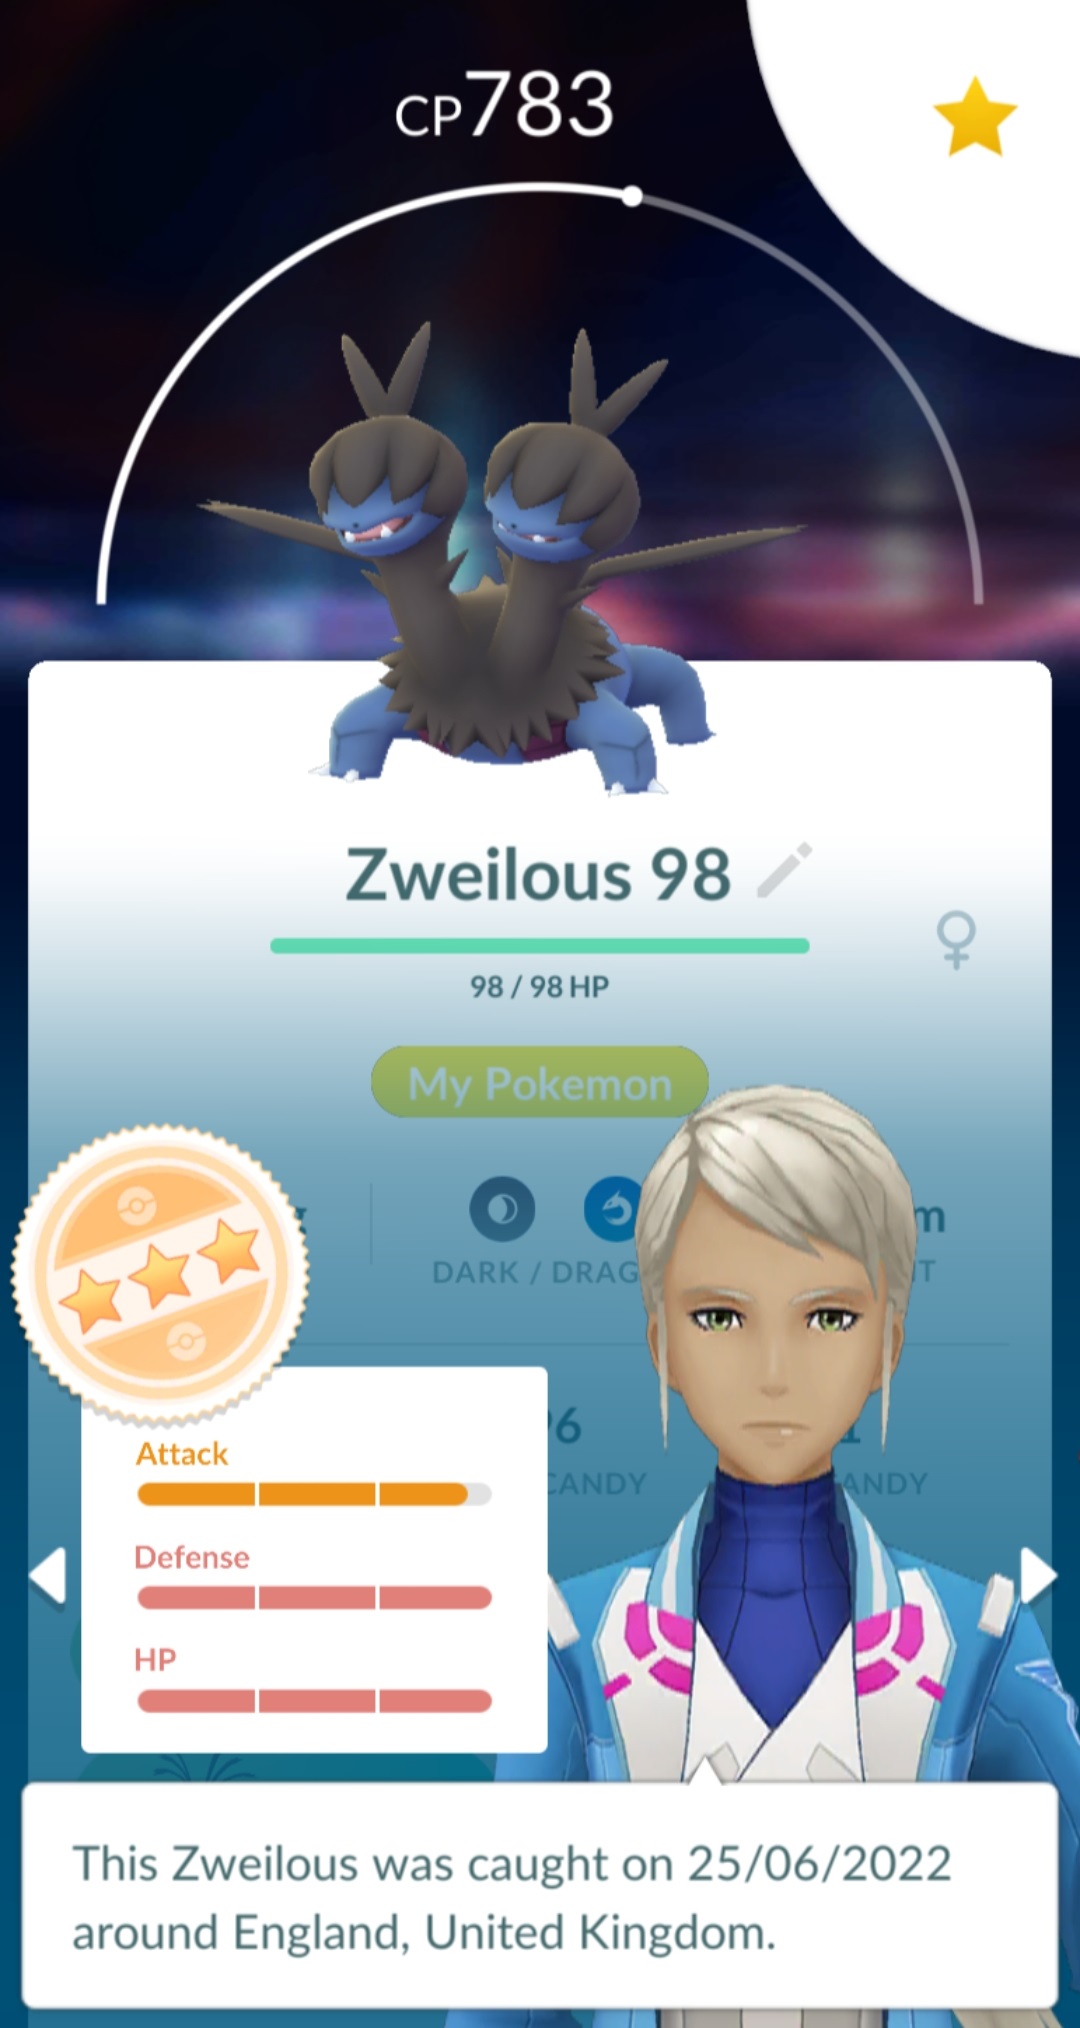 CP783
Zweilous 98
98 / 98 HP
My Pokemon
DARK / DRAG
Attack
CANDY
Defense
HP
This Zweilous was caught on 25/06/2022
around England, United Kingdom.